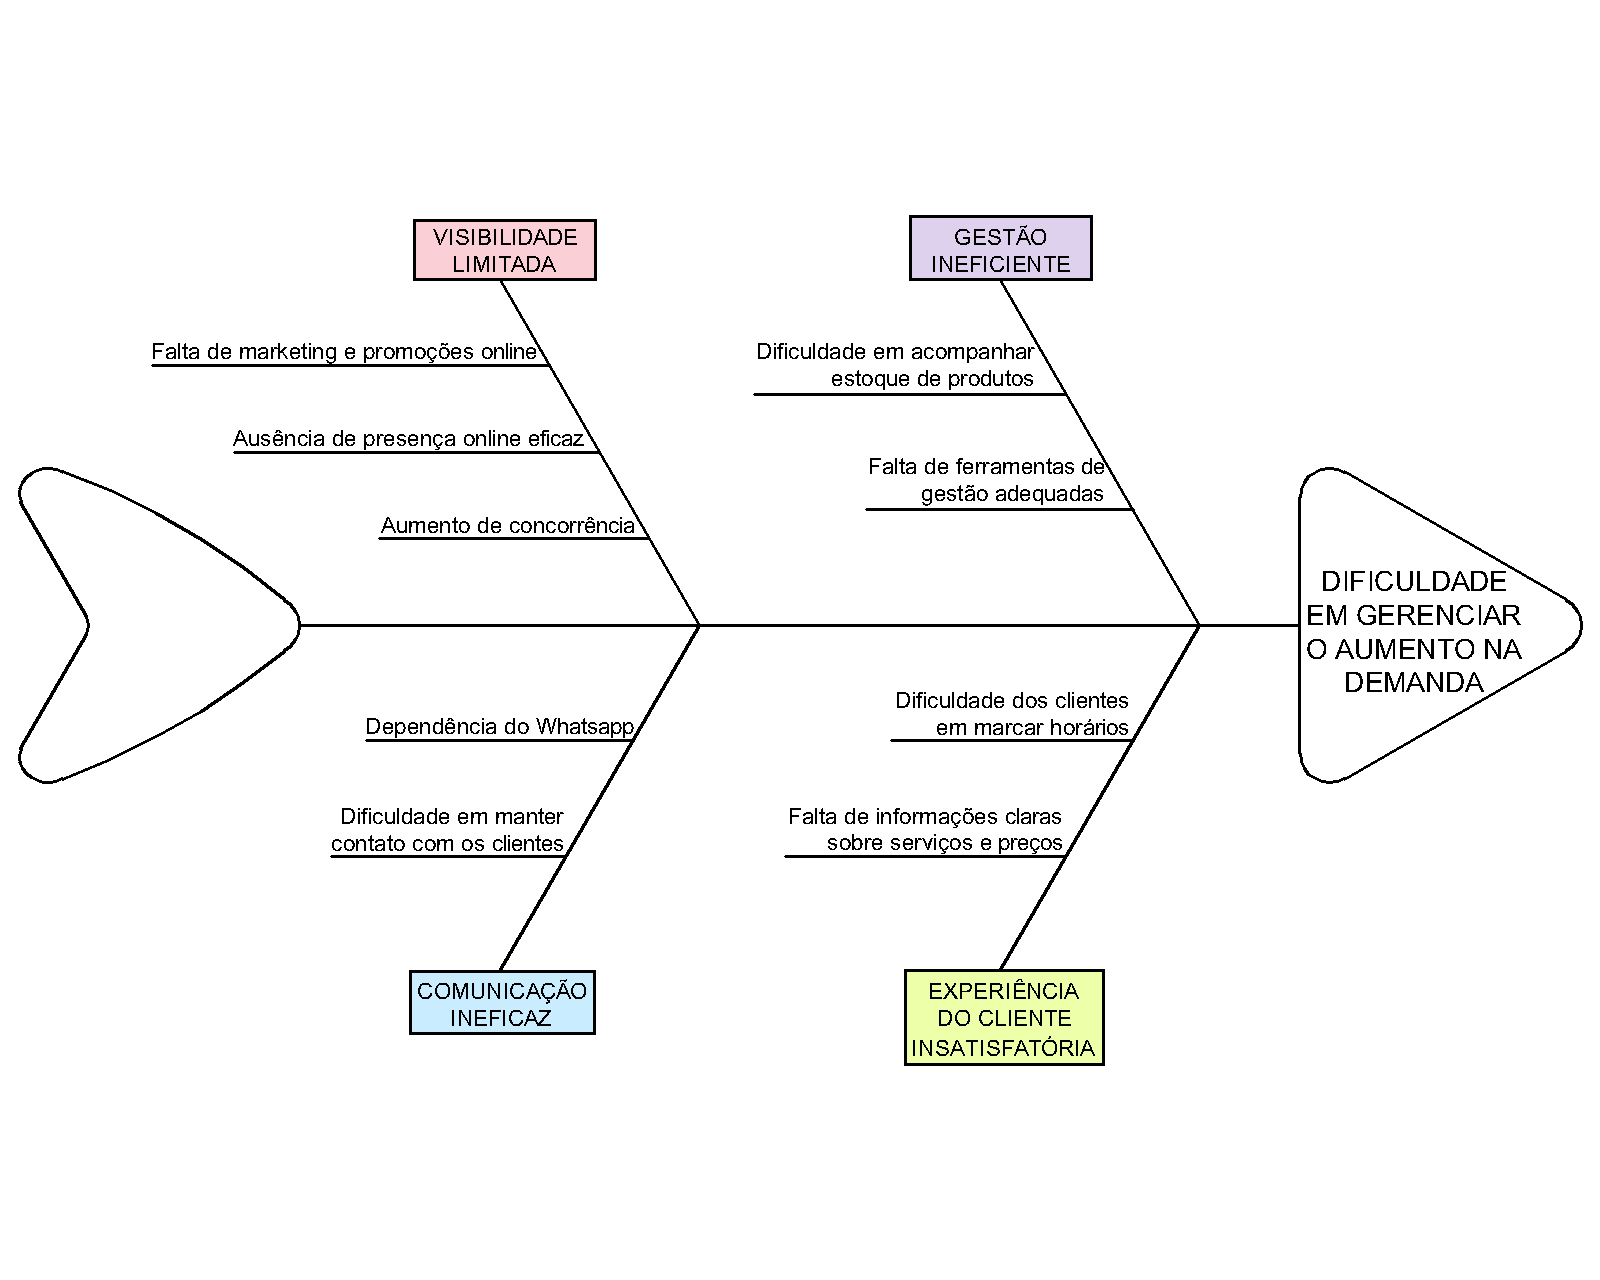 VISIBILIDADE
LIMITADA
GESTÃO
INEFICIENTE
Falta de marketing e promoções online
Dificuldade em acompanhar
estoque de produtos
Ausência de presença online eficaz
Falta de ferramentas de
gestão adequadas
Aumento de concorrência
DIFICULDADE
EM GERENCIAR
O AUMENTO NA
DEMANDA
Dependência do Whatsapp
Dificuldade dos clientes
em marcar horários
Dificuldade em manter
contato com os clientes
Falta de informações claras
sobre serviços e preços
COMUNICAÇÃO
INEFICAZ
EXPERIÊNCIA
DO CLIENTE
INSATISFATÓRIA